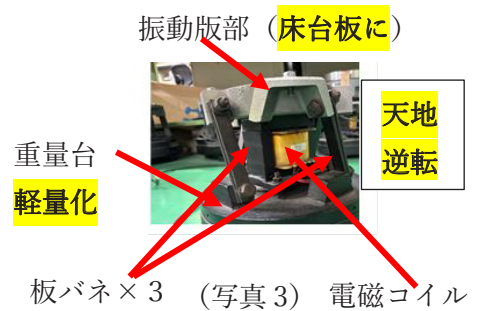 振動版部（床台板に）
天地
逆転
重量台
軽量化
板バネ×３
（写真３）
電磁コイル